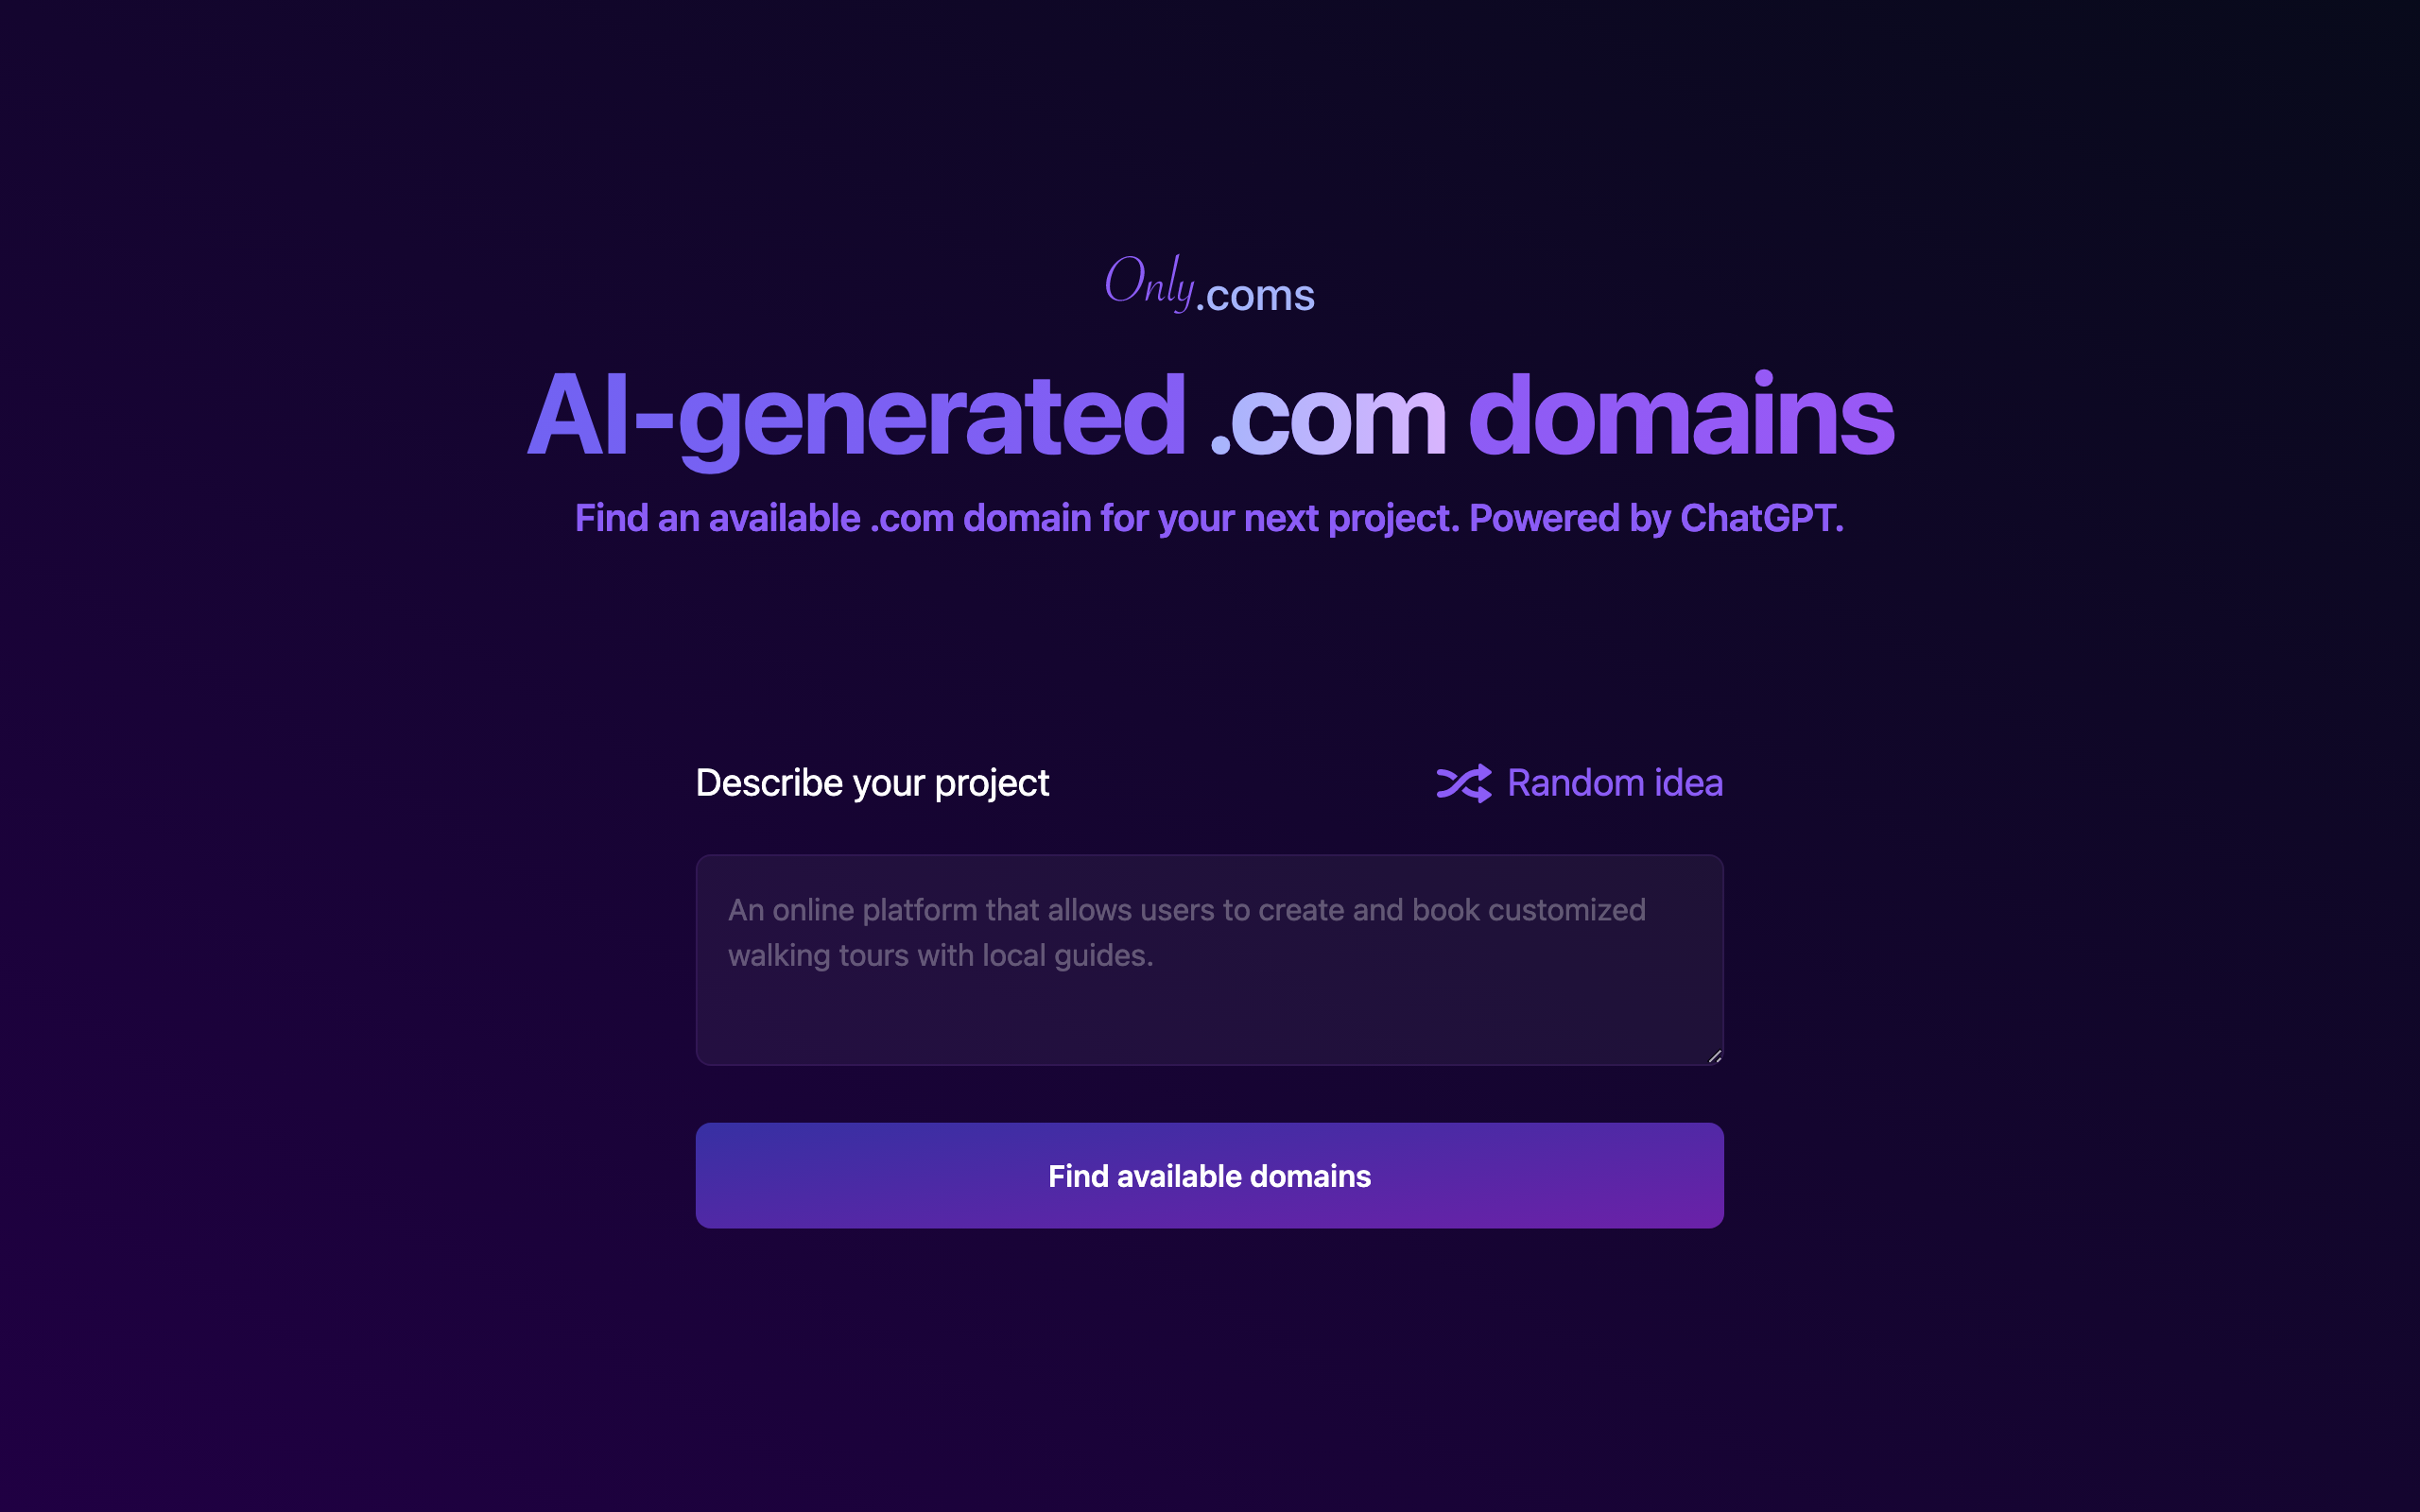 Only.coms
AI-generated .com domains
Find an available .com domain for your next project. Powered by ChatGPT.
Describe your project
Random idea
An online platform that allows users to create and book customized
walking tours with local guides.
Find available domains